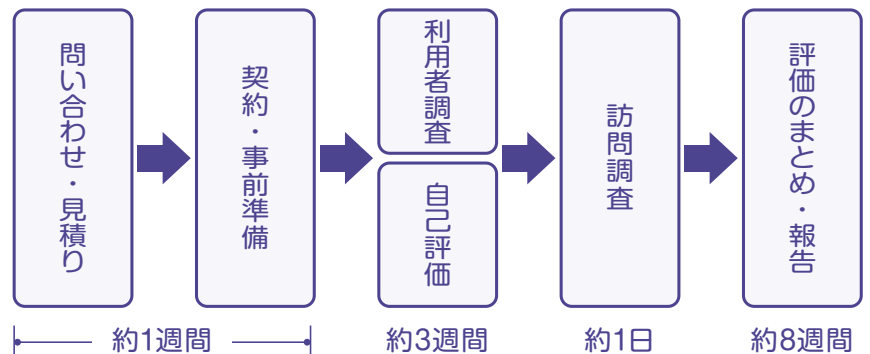 問い合わせ・見積り
契約・事前準備
利用者調査
自己評価
訪問調査
評価のまとめ・報告
約1週間
約3週間
約1日
約8週間